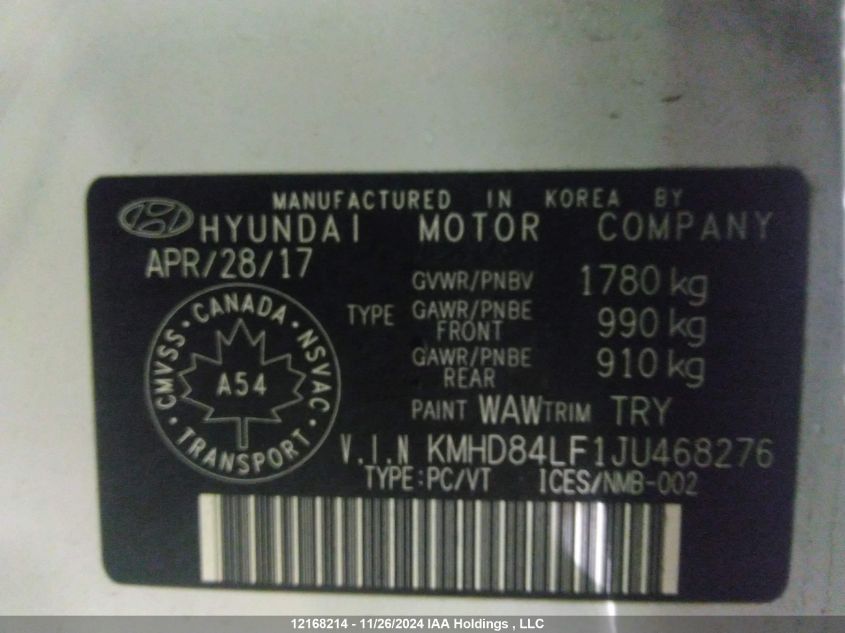 MANUFACTURED IN KOREA BY
HYUNDAI MOTOR COMPANY
APR/28/17
GVWR/PNBV 1780 kg
TYPE GAWR/PNBE FRONT 990 kg
GAWR/PNBE REAR 910 kg
PAINT WAW TRIM TRY
V.I.N KMHD84LF1JU468276
TYPE:PC/VT ICES/NMB-002
CANADA · NSVAC · TRANSPORT · CMVSS ·
A54
12168214 - 11/26/2024 IAA Holdings , LLC